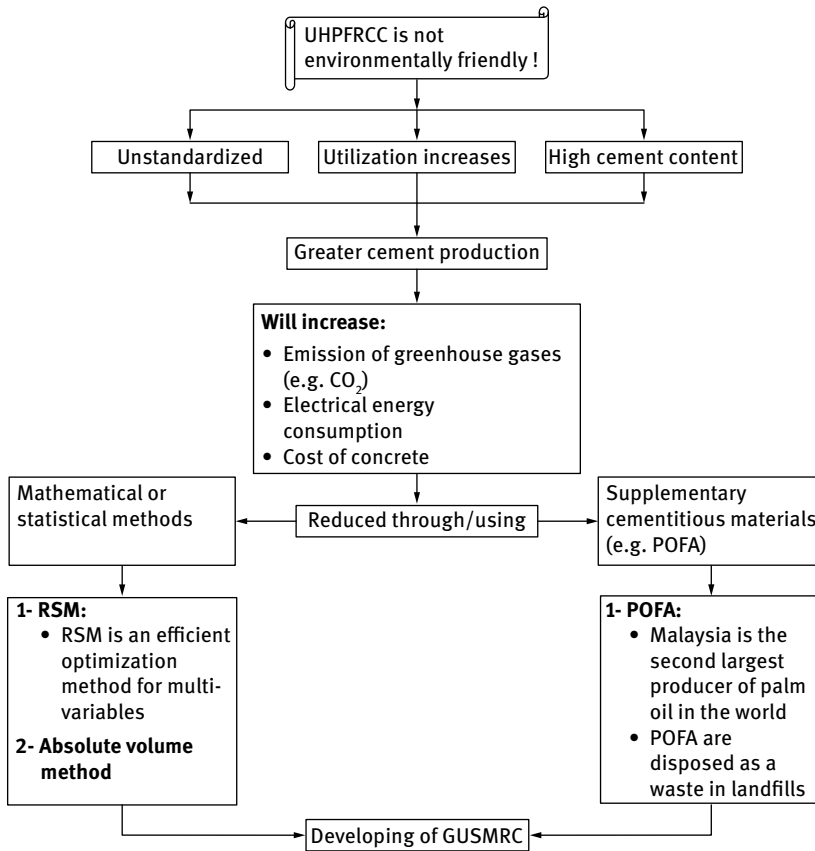 UHPFRCC is not
environmentally friendly !
Unstandardized
Utilization increases
High cement content
Greater cement production
Will increase:
• Emission of greenhouse gases
(e.g. CO₂)
• Electrical energy
consumption
• Cost of concrete
Mathematical or
statistical methods
Reduced through/using
Supplementary
cementitious materials
(e.g. POFA)
1- RSM:
• RSM is an efficient
optimization
method for multi-
variables
2- Absolute volume
method
1- POFA:
• Malaysia is the
second largest
producer of palm
oil in the world
• POFA are
disposed as a
waste in landfills
Developing of GUSMRC